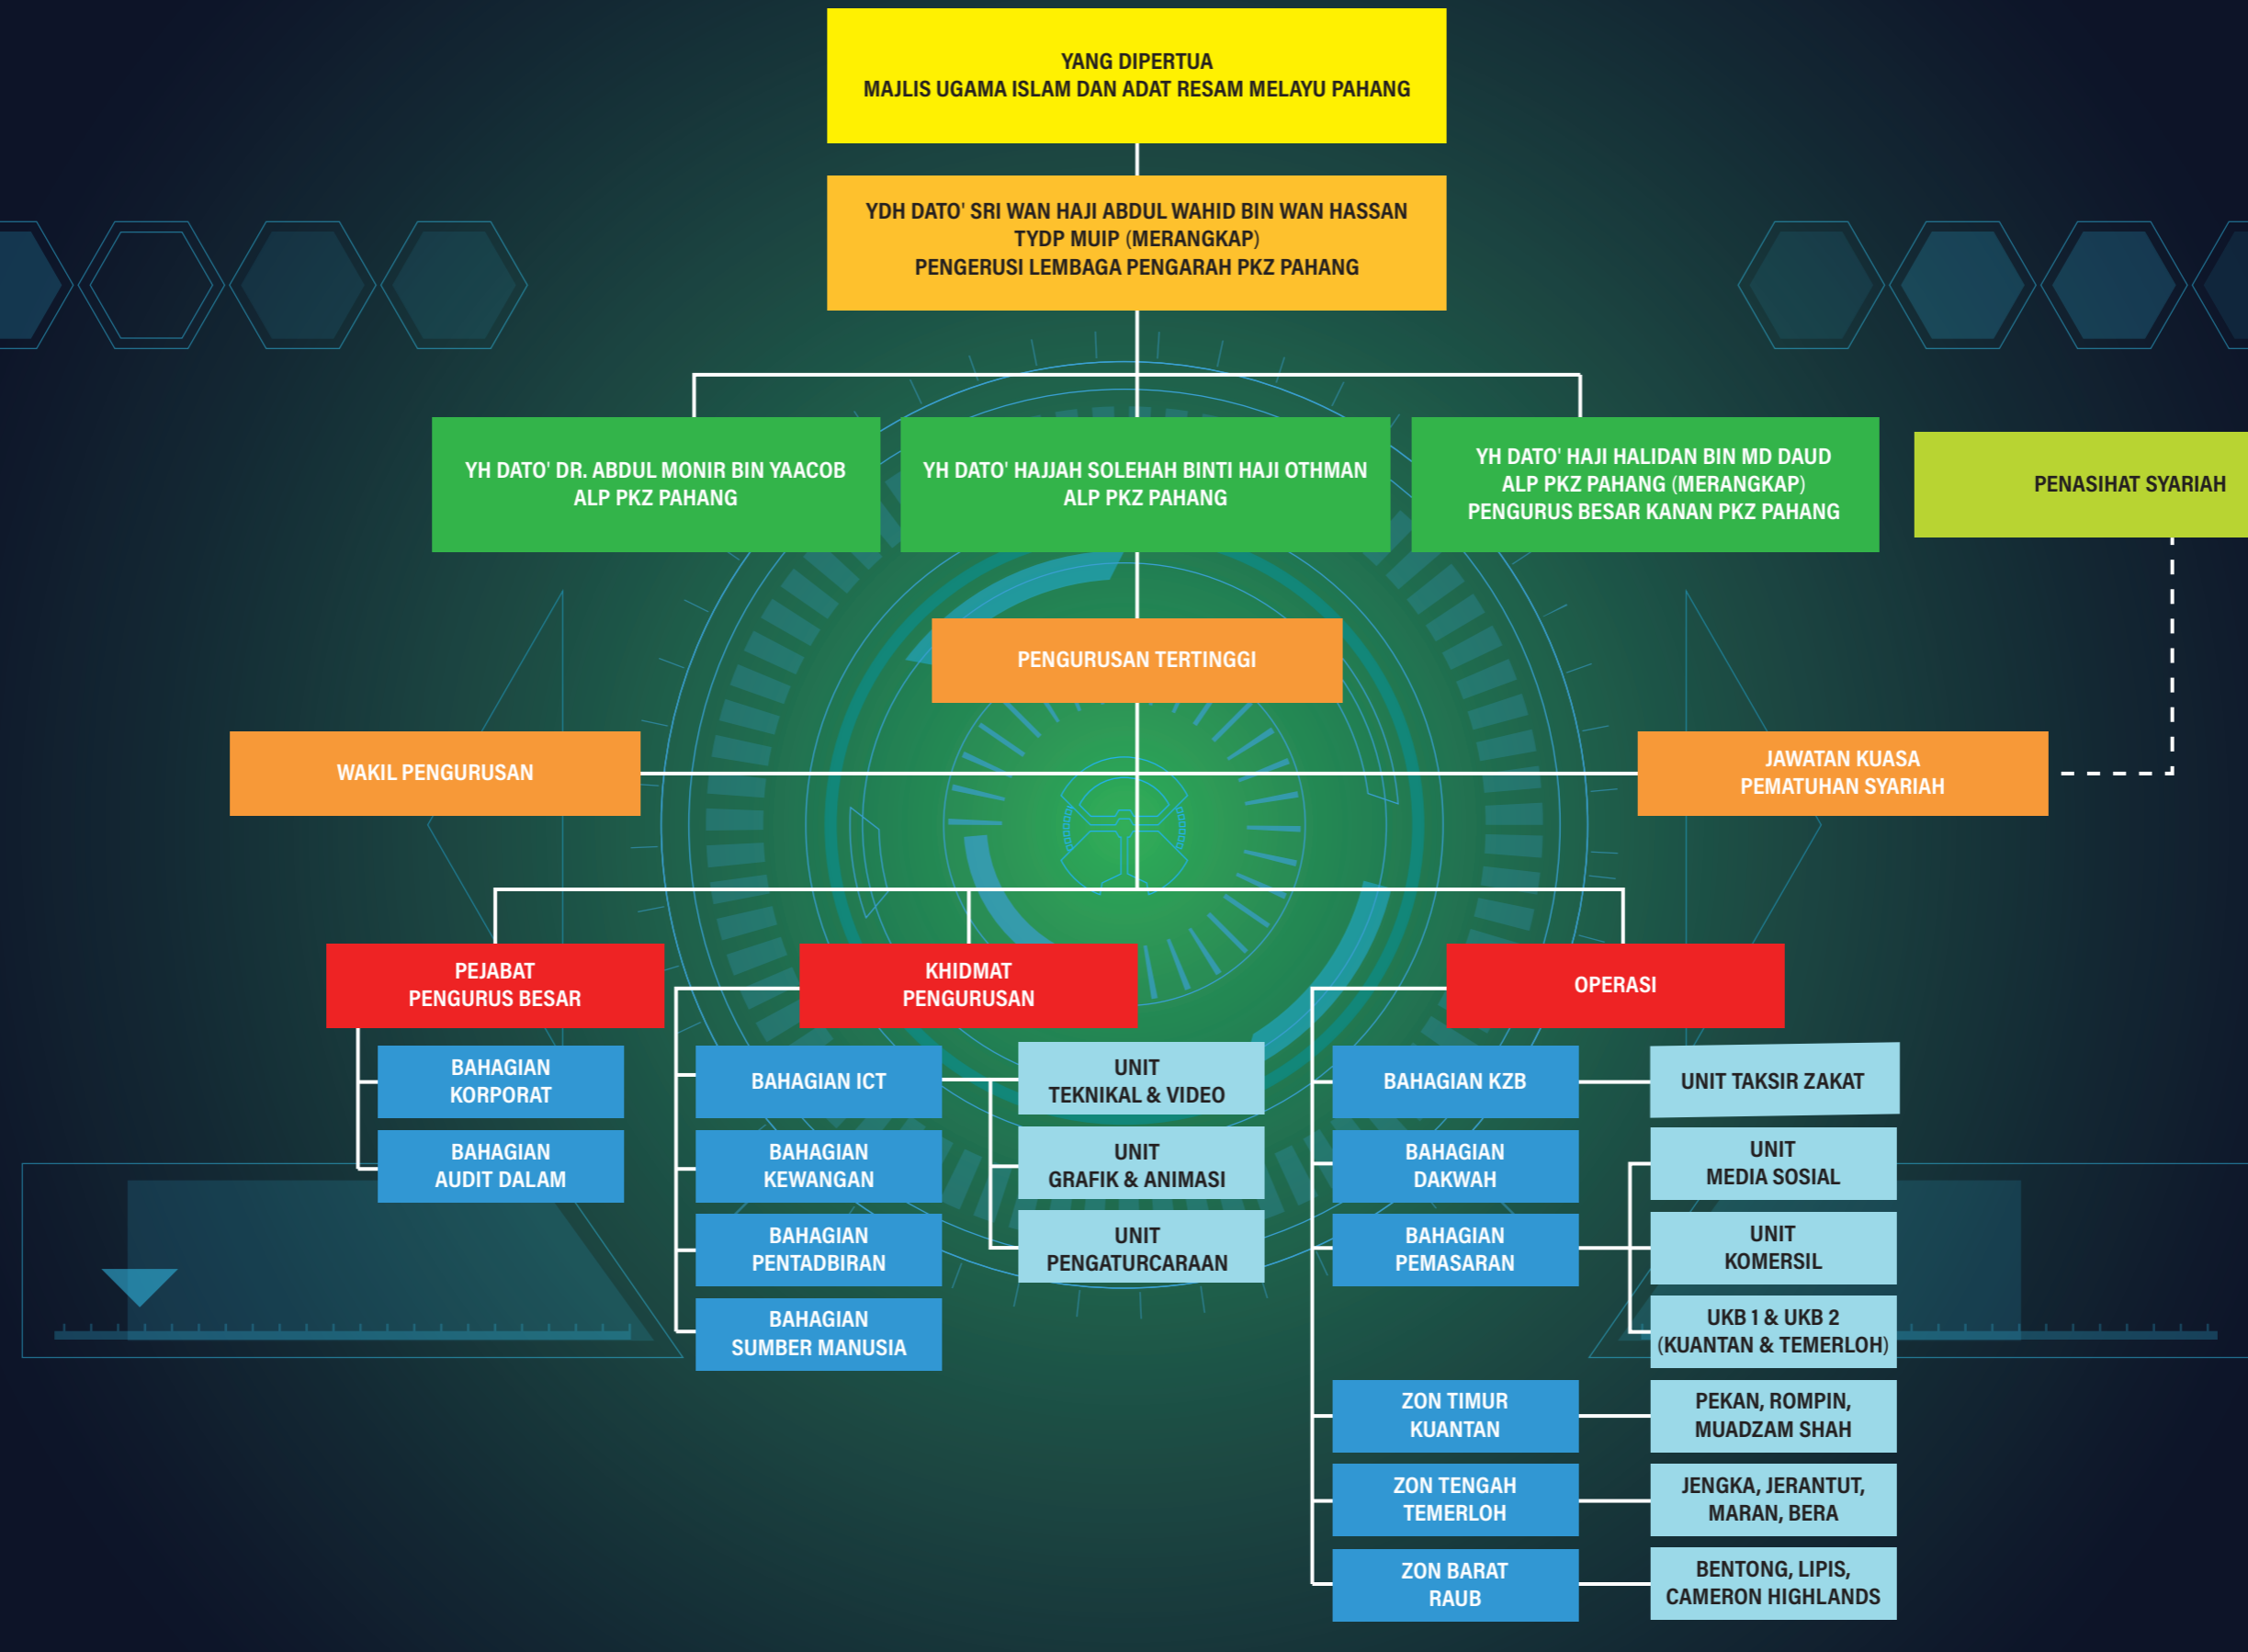 YANG DIPERTUA
MAJLIS UGAMA ISLAM DAN ADAT RESAM MELAYU PAHANG
YDH DATO' SRI WAN HAJI ABDUL WAHID BIN WAN HASSAN
TYDP MUIP (MERANGKAP)
PENGERUSI LEMBAGA PENGARAH PKZ PAHANG
YH DATO' DR. ABDUL MONIR BIN YAACOB
ALP PKZ PAHANG
YH DATO' HAJJAH SOLEHAH BINTI HAJI OTHMAN
ALP PKZ PAHANG
YH DATO' HAJI HALIDAN BIN MD DAUD
ALP PKZ PAHANG (MERANGKAP)
PENGURUS BESAR KANAN PKZ PAHANG
PENASIHAT SYARIAH
PENGURUSAN TERTINGGI
WAKIL PENGURUSAN
JAWATAN KUASA
PEMATUHAN SYARIAH
PEJABAT
PENGURUS BESAR
BAHAGIAN
KORPORAT
BAHAGIAN
AUDIT DALAM
KHIDMAT
PENGURUSAN
BAHAGIAN ICT
BAHAGIAN
KEWANGAN
BAHAGIAN
PENTADBIRAN
BAHAGIAN
SUMBER MANUSIA
UNIT
TEKNIKAL & VIDEO
UNIT
GRAFIK & ANIMASI
UNIT
PENGATURCARAAN
OPERASI
BAHAGIAN KZB
BAHAGIAN
DAKWAH
BAHAGIAN
PEMASARAN
ZON TIMUR
KUANTAN
ZON TENGAH
TEMERLOH
ZON BARAT
RAUB
UNIT TAKSIR ZAKAT
UNIT
MEDIA SOSIAL
UNIT
KOMERSIL
UKB 1 & UKB 2
(KUANTAN & TEMERLOH)
PEKAN, ROMPIN,
MUADZAM SHAH
JENGKA, JERANTUT,
MARAN, BERA
BENTONG, LIPIS,
CAMERON HIGHLANDS